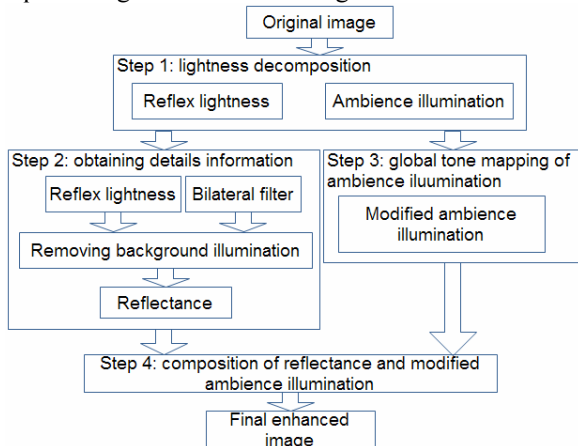 Original image
Step 1: lightness decomposition
Reflex lightness
Ambience illumination
Step 2: obtaining details information
Reflex lightness
Bilateral filter
Removing background illumination
Reflectance
Step 3: global tone mapping of
ambience iluumination
Modified ambience
illumination
Step 4: composition of reflectance and modified
ambience illumination
Final enhanced
image